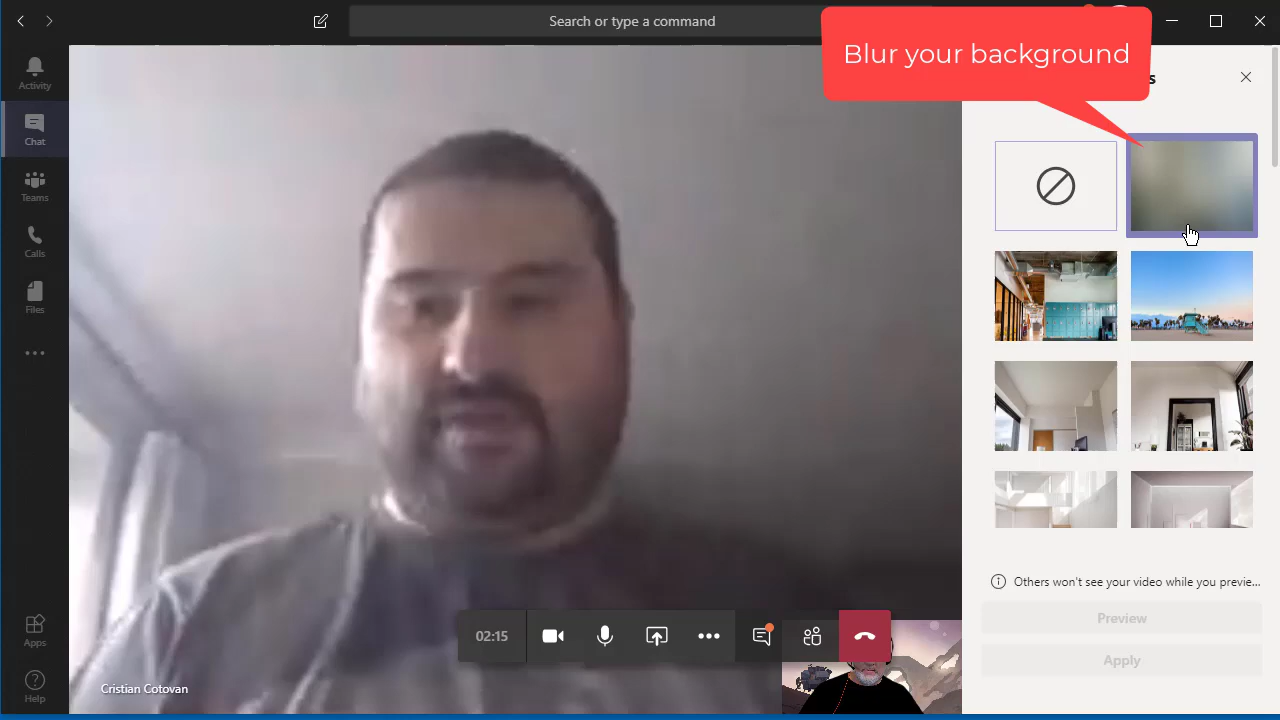 Search or type a command
Blur your background
s
Activity
Chat
Teams
Calls
Files
Apps
Help
02:15
Cristian Cotovan
Others won't see your video while you previe...
Preview
Apply